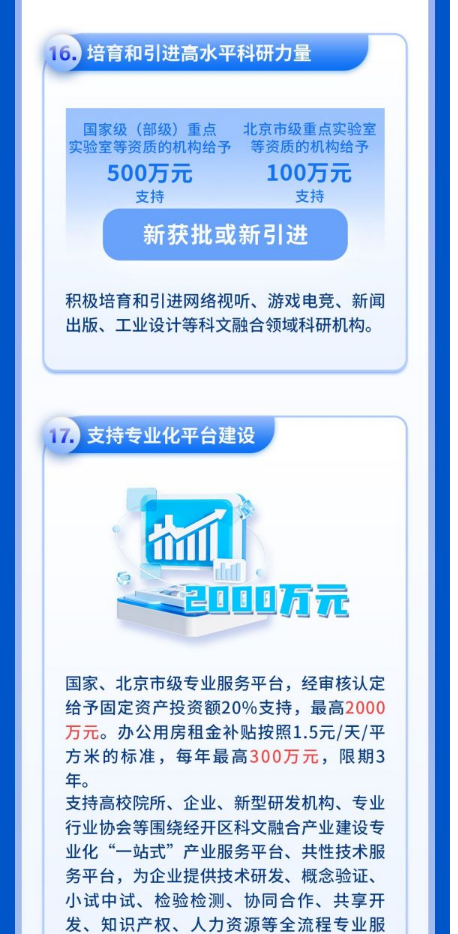 16. 培育和引进高水平科研力量
国家级（部级）重点
实验室等资质的机构给予
500万元
支持
北京市级重点实验室
等资质的机构给予
100万元
支持
新获批或新引进
积极培育和引进网络视听、游戏电竞、新闻
出版、工业设计等科文融合领域科研机构。
17. 支持专业化平台建设
2000万元
国家、北京市级专业服务平台，经审核认定
给予固定资产投资额20%支持，最高2000
万元。办公用房租金补贴按照1.5元/天/平
方米的标准，每年最高300万元，限期3
年。
支持高校院所、企业、新型研发机构、专业
行业协会等围绕经开区科文融合产业建设专
业化“一站式”产业服务平台、共性技术服
务平台，为企业提供技术研发、概念验证、
小试中试、检验检测、协同合作、共享开
发、知识产权、人力资源等全流程专业服